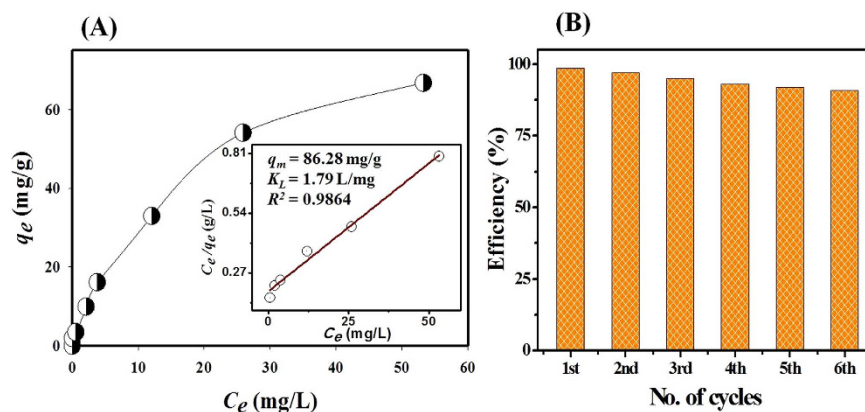 (A)
q_e (mg/g)
60
40
20
0
0 10 20 30 40 50 60
C_e (mg/L)
q_m = 86.28 mg/g
K_L = 1.79 L/mg
R² = 0.9864
C_e/q_e (g/L)
0.81
0.54
0.27
0 25 50
C_e (mg/L)
(B)
Efficiency (%)
100
75
50
25
0
1st 2nd 3rd 4th 5th 6th
No. of cycles